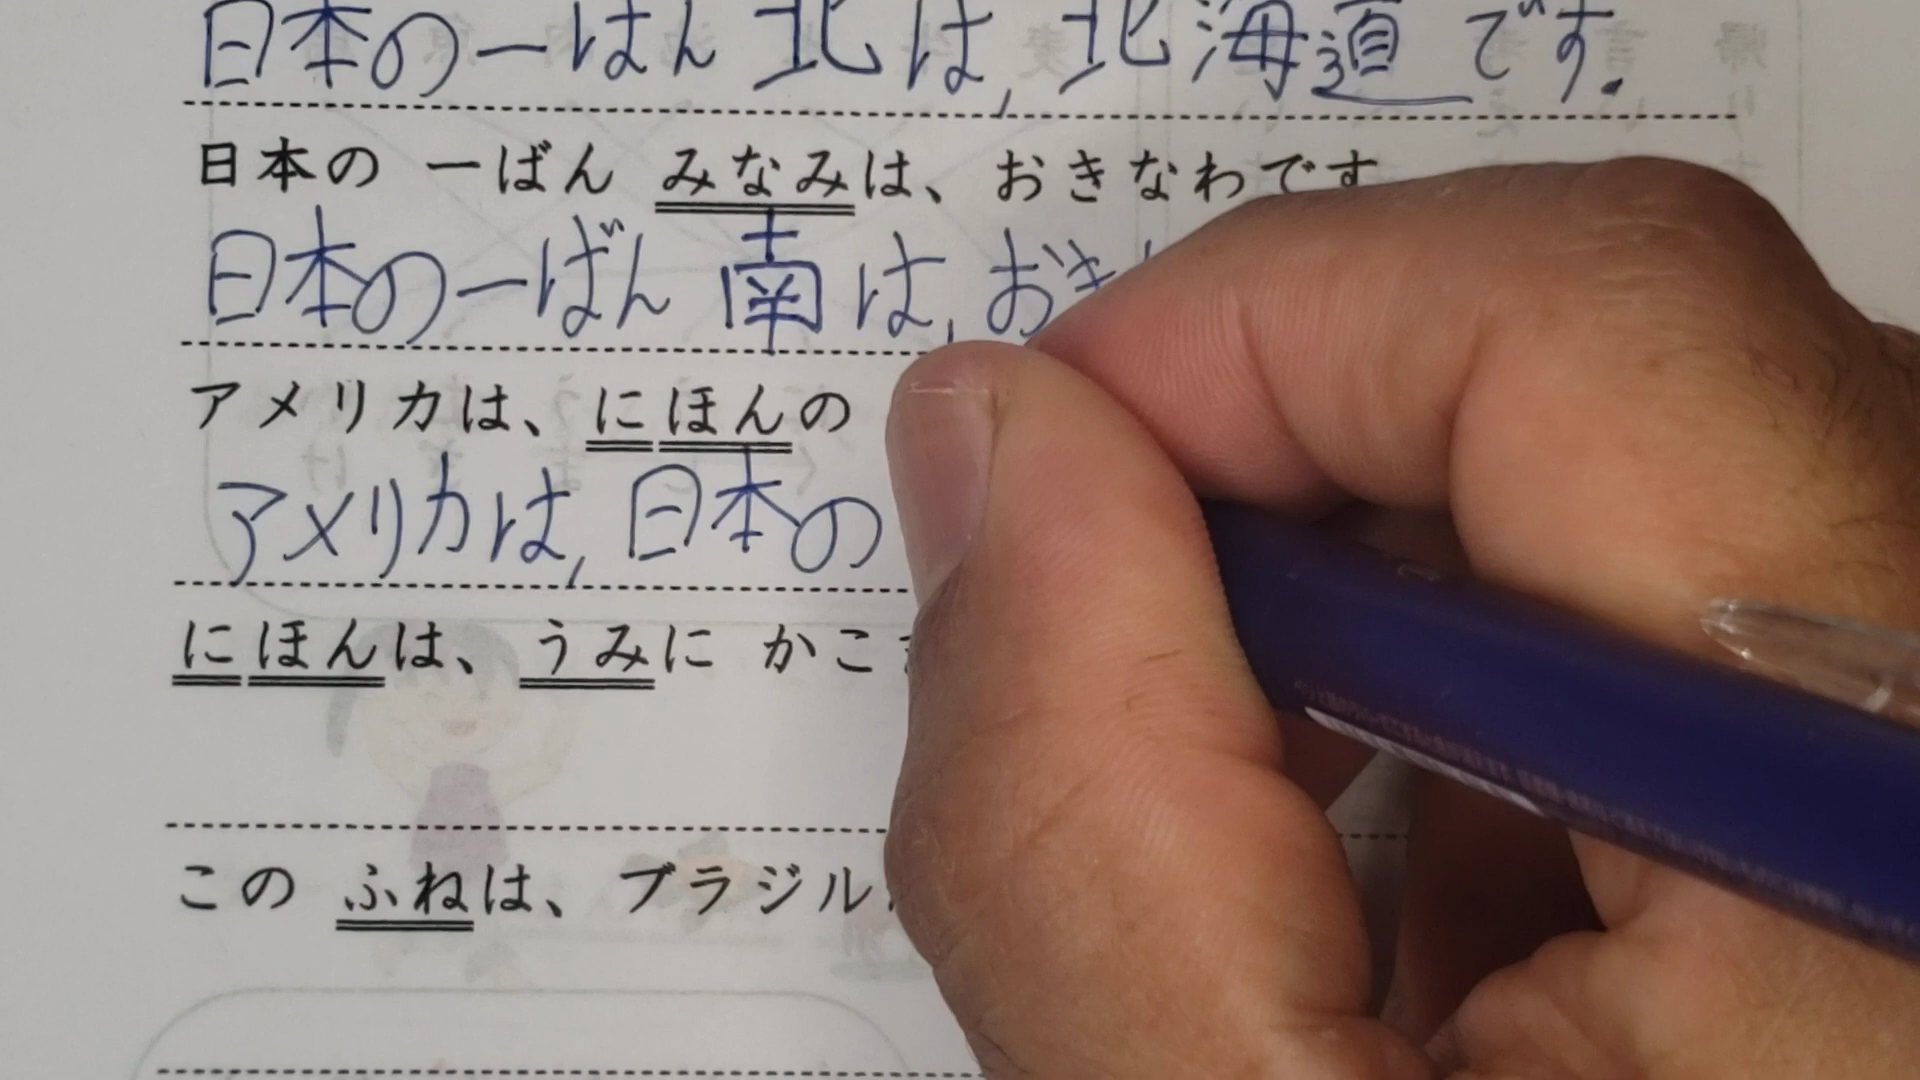 日本の一はん北は、北海道です.
日本の 一ばん みなみは、おきなわです
日本の一ばん南は、おき
アメリカは、にほんの
アメリカは、日本の
にほんは、うみに かこ
この ふねは、ブラジル